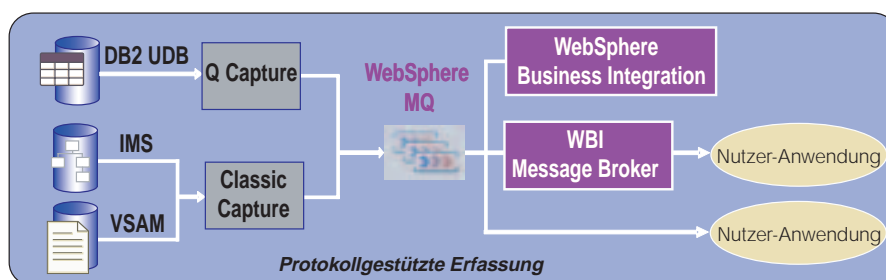 DB2 UDB
Q Capture
IMS
VSAM
Classic
Capture
WebSphere
MQ
WebSphere
Business Integration
WBI
Message Broker
Nutzer-Anwendung
Nutzer-Anwendung
Protokollgestützte Erfassung